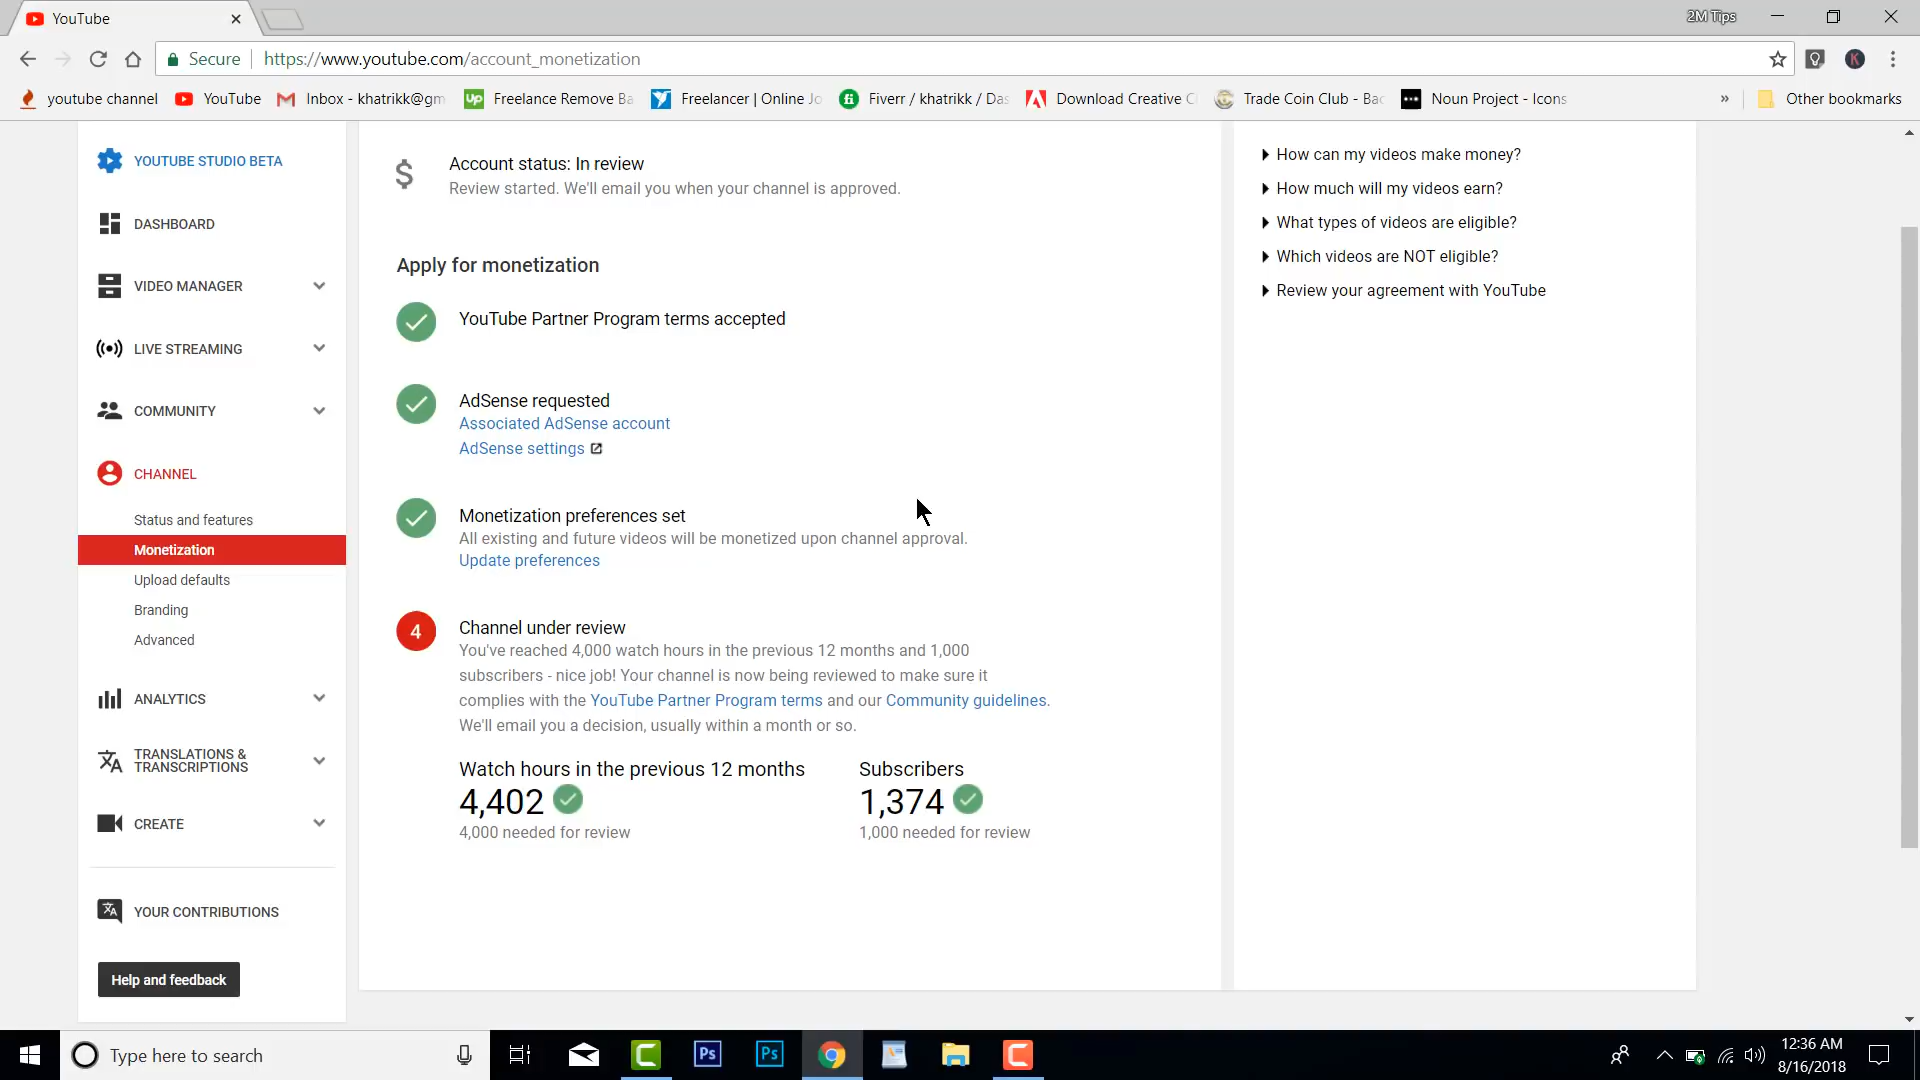 YouTube
2M Tips
Secure
https://www.youtube.com/account_monetization
youtube channel
YouTube
Inbox - khatrikk@gm
Freelance Remove Ba
Freelancer | Online Jo
Fiverr / khatrikk / Das
Download Creative C
Trade Coin Club - Bac
Noun Project - Icons
»
Other bookmarks
YOUTUBE STUDIO BETA
DASHBOARD
VIDEO MANAGER
LIVE STREAMING
COMMUNITY
CHANNEL
Status and features
Monetization
Upload defaults
Branding
Advanced
ANALYTICS
TRANSLATIONS &
TRANSCRIPTIONS
CREATE
YOUR CONTRIBUTIONS
Help and feedback
$
Account status: In review
Review started. We'll email you when your channel is approved.
Apply for monetization
YouTube Partner Program terms accepted
AdSense requested
Associated AdSense account
AdSense settings
Monetization preferences set
All existing and future videos will be monetized upon channel approval.
Update preferences
4
Channel under review
You've reached 4,000 watch hours in the previous 12 months and 1,000
subscribers - nice job! Your channel is now being reviewed to make sure it
complies with the YouTube Partner Program terms and our Community guidelines.
We'll email you a decision, usually within a month or so.
Watch hours in the previous 12 months
4,402
4,000 needed for review
Subscribers
1,374
1,000 needed for review
How can my videos make money?
How much will my videos earn?
What types of videos are eligible?
Which videos are NOT eligible?
Review your agreement with YouTube
Type here to search
Ps
Ps
12:36 AM
8/16/2018